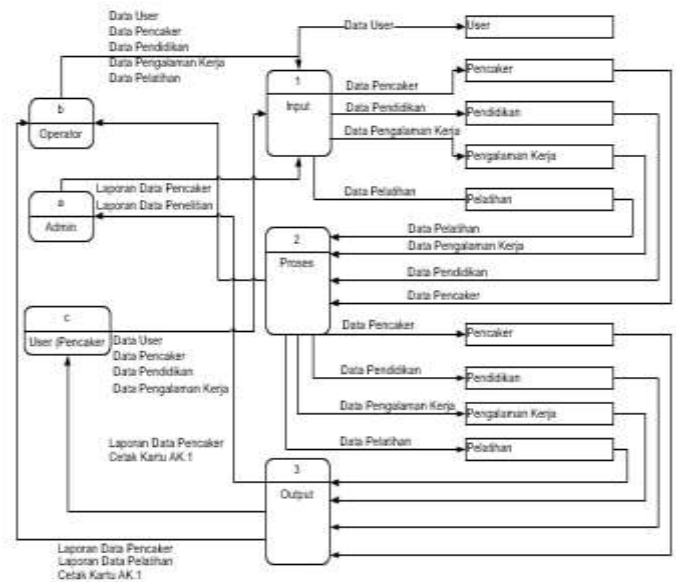 Data User
Data Pencaker
Data Pendidikan
Data Pengalaman Kerja
Data Pelatihan
Data User
User
1
Input
Data Pencaker
Pencaker
Data Pendidikan
Pendidikan
Data Pengalaman Kerja
Pengalaman Kerja
Data Pelatihan
Pelatihan
b
Operator
a
Admin
Laporan Data Pencaker
Laporan Data Penelitian
2
Proses
Data Pelatihan
Data Pengalaman Kerja
Data Pendidikan
Data Pencaker
c
User (Pencaker
Data User
Data Pencaker
Data Pendidikan
Data Pengalaman Kerja
Data Pencaker
Pencaker
Data Pendidikan
Pendidikan
Data Pengalaman Kerja
Pengalaman Kerja
Data Pelatihan
Pelatihan
Laporan Data Pencaker
Cetak Kartu AK.1
3
Output
Laporan Data Pencaker
Laporan Data Pelatihan
Cetak Kartu AK.1